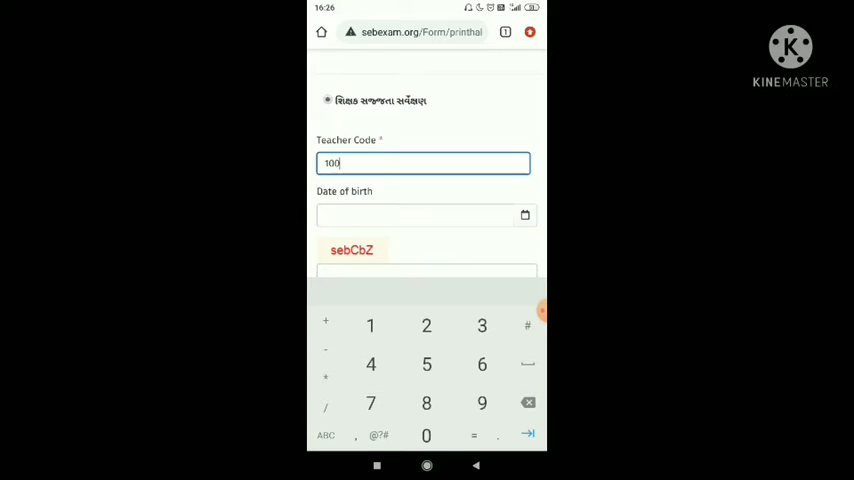 16:26
sebexam.org/Form/printhal
1
K
KINEMASTER
શિક્ષક સજ્જતા સર્વેક્ષણ
Teacher Code *
100
Date of birth
sebCbZ
+ 1 2 3 #
- 4 5 6
* 7 8 9
/
ABC , @?# 0 = .